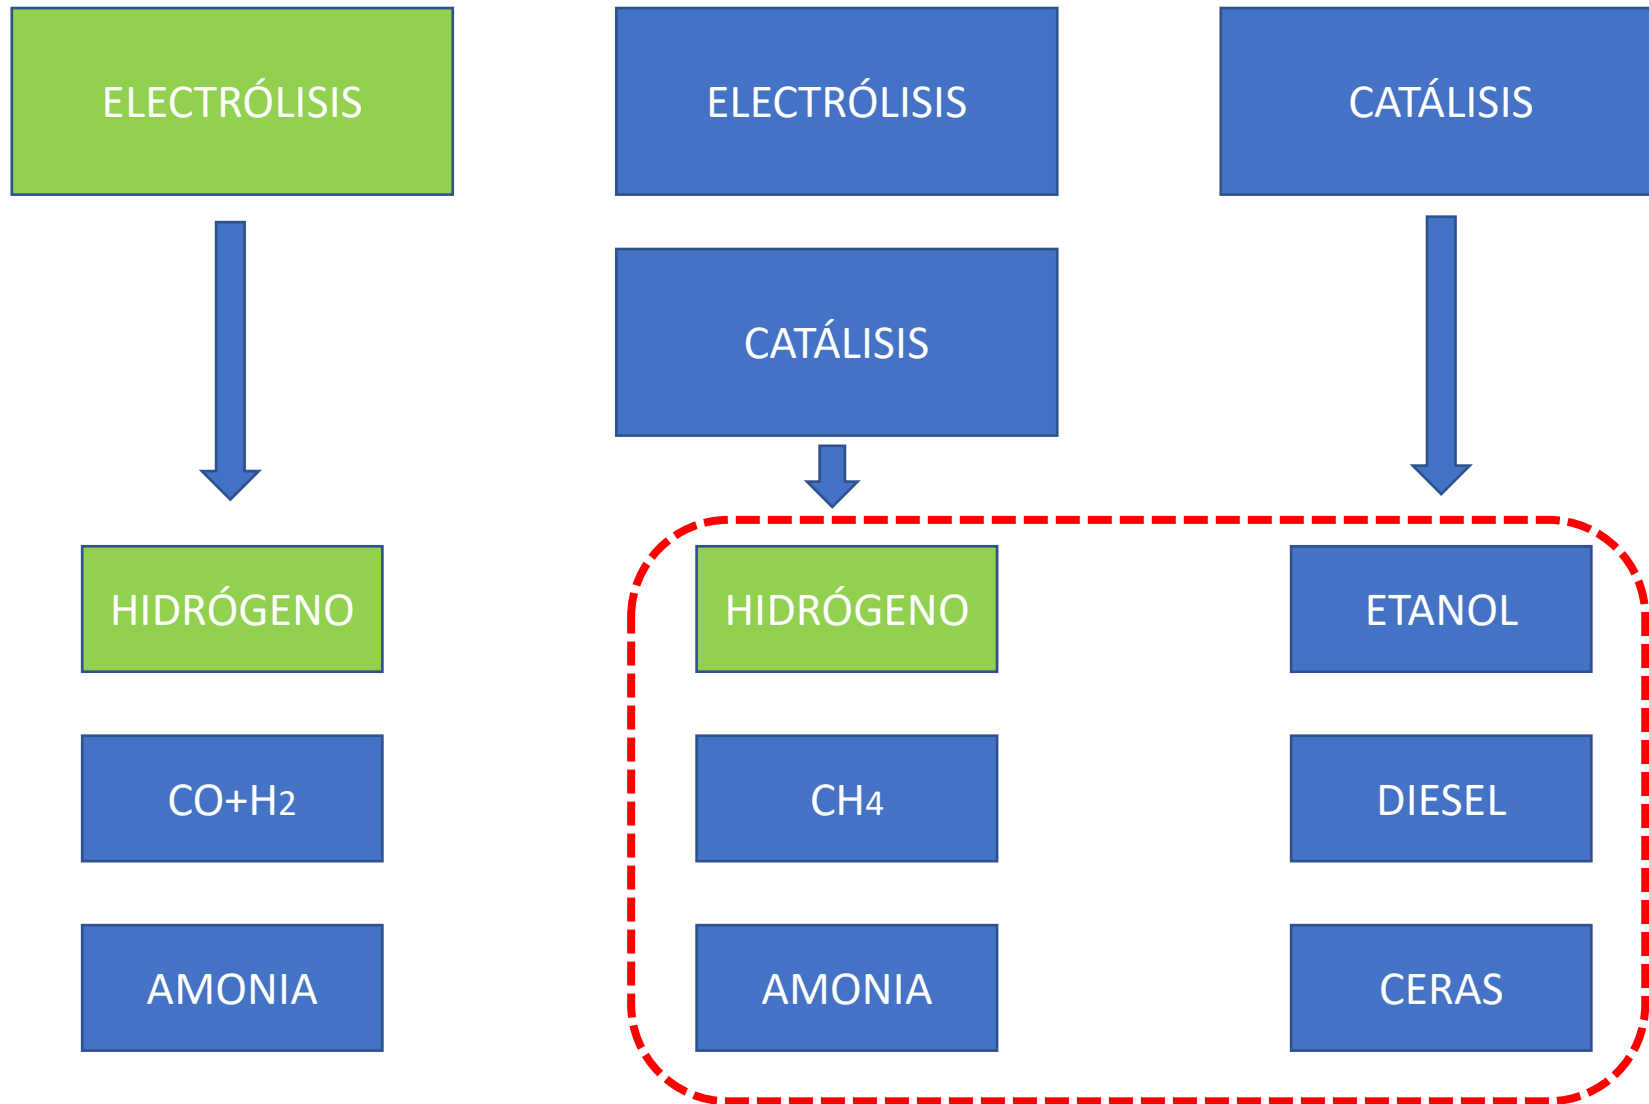 ELECTRÓLISIS
ELECTRÓLISIS
CATÁLISIS
CATÁLISIS
HIDRÓGENO
HIDRÓGENO
ETANOL
CO+H2
CH4
DIESEL
AMONIA
AMONIA
CERAS